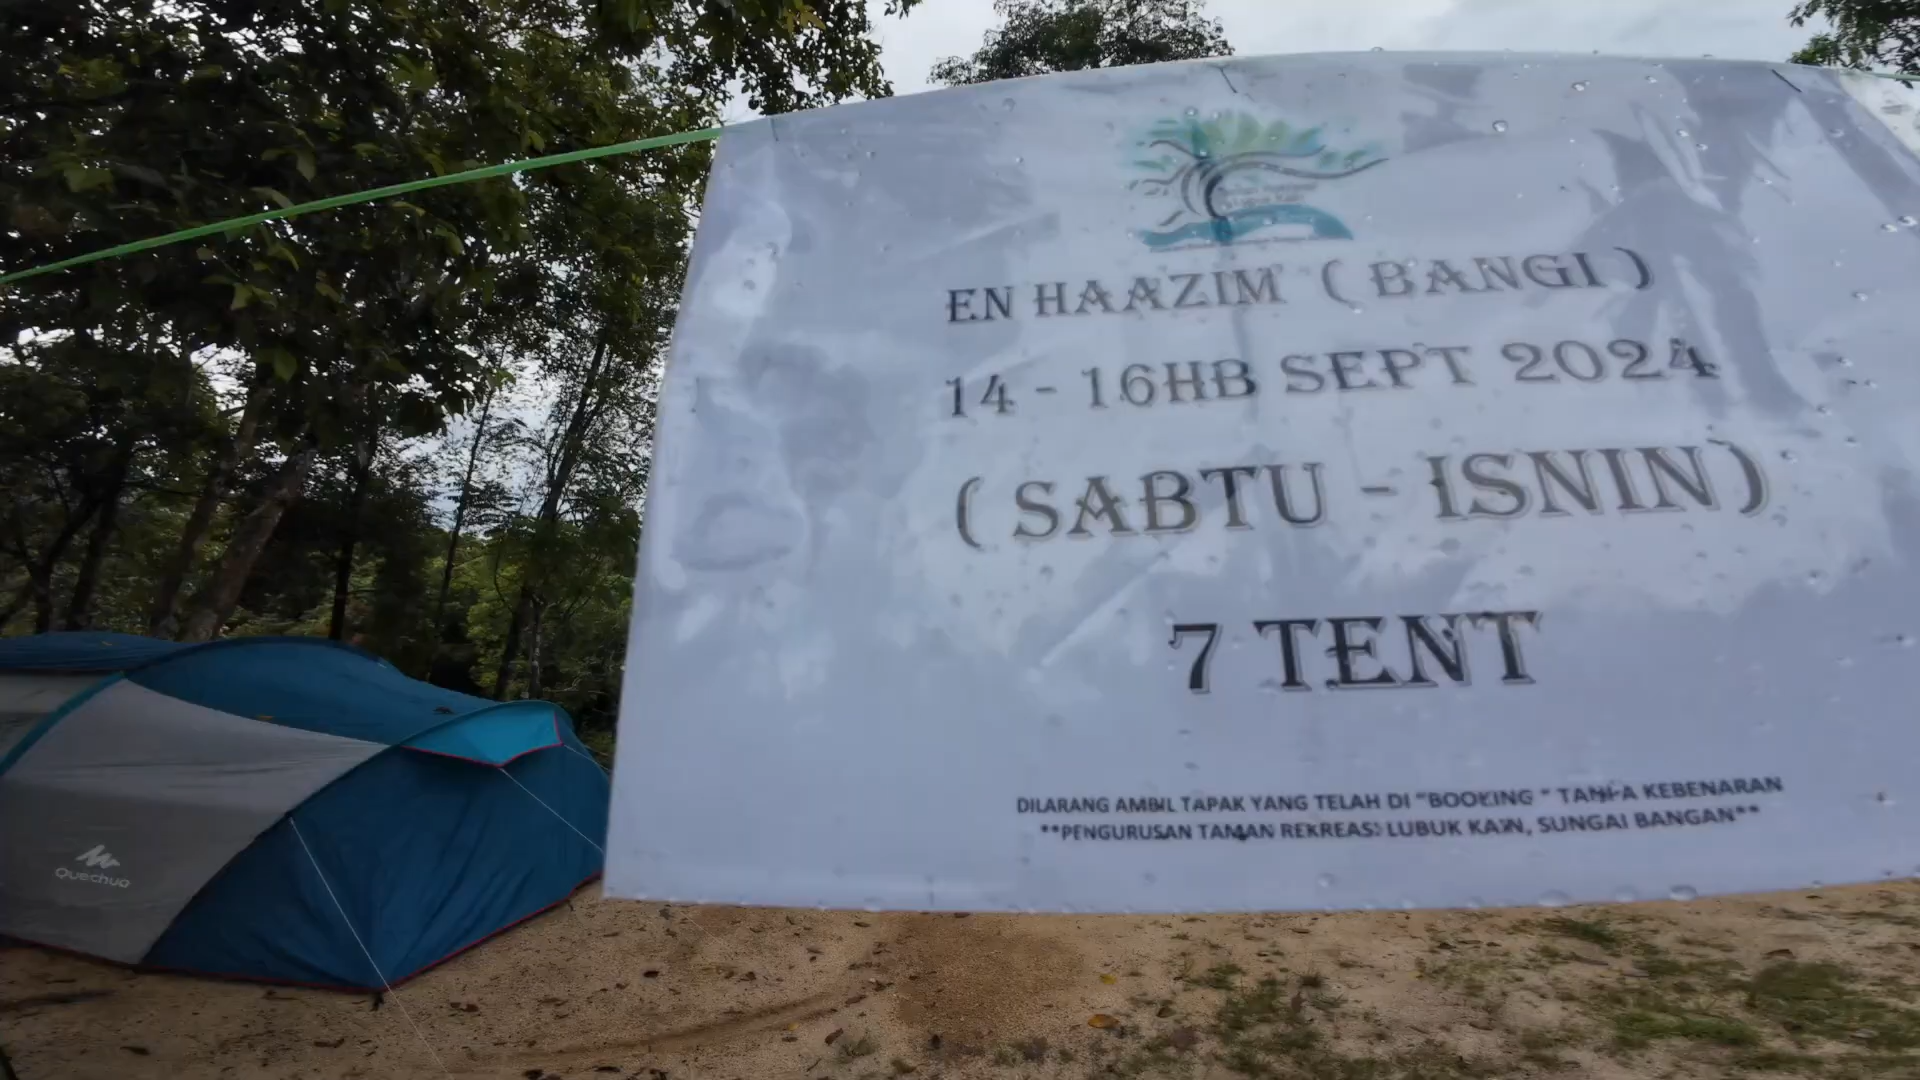 EN HAAZIM ( BANGI )
14 - 16HB SEPT 2024
( SABTU - ISNIN )
7 TENT
DILARANG AMBIL TAPAK YANG TELAH DI "BOOKING " TANPA KEBENARAN
**PENGURUSAN TAMAN REKREASI LUBUK KAIN, SUNGAI BANGAN**
Quechua